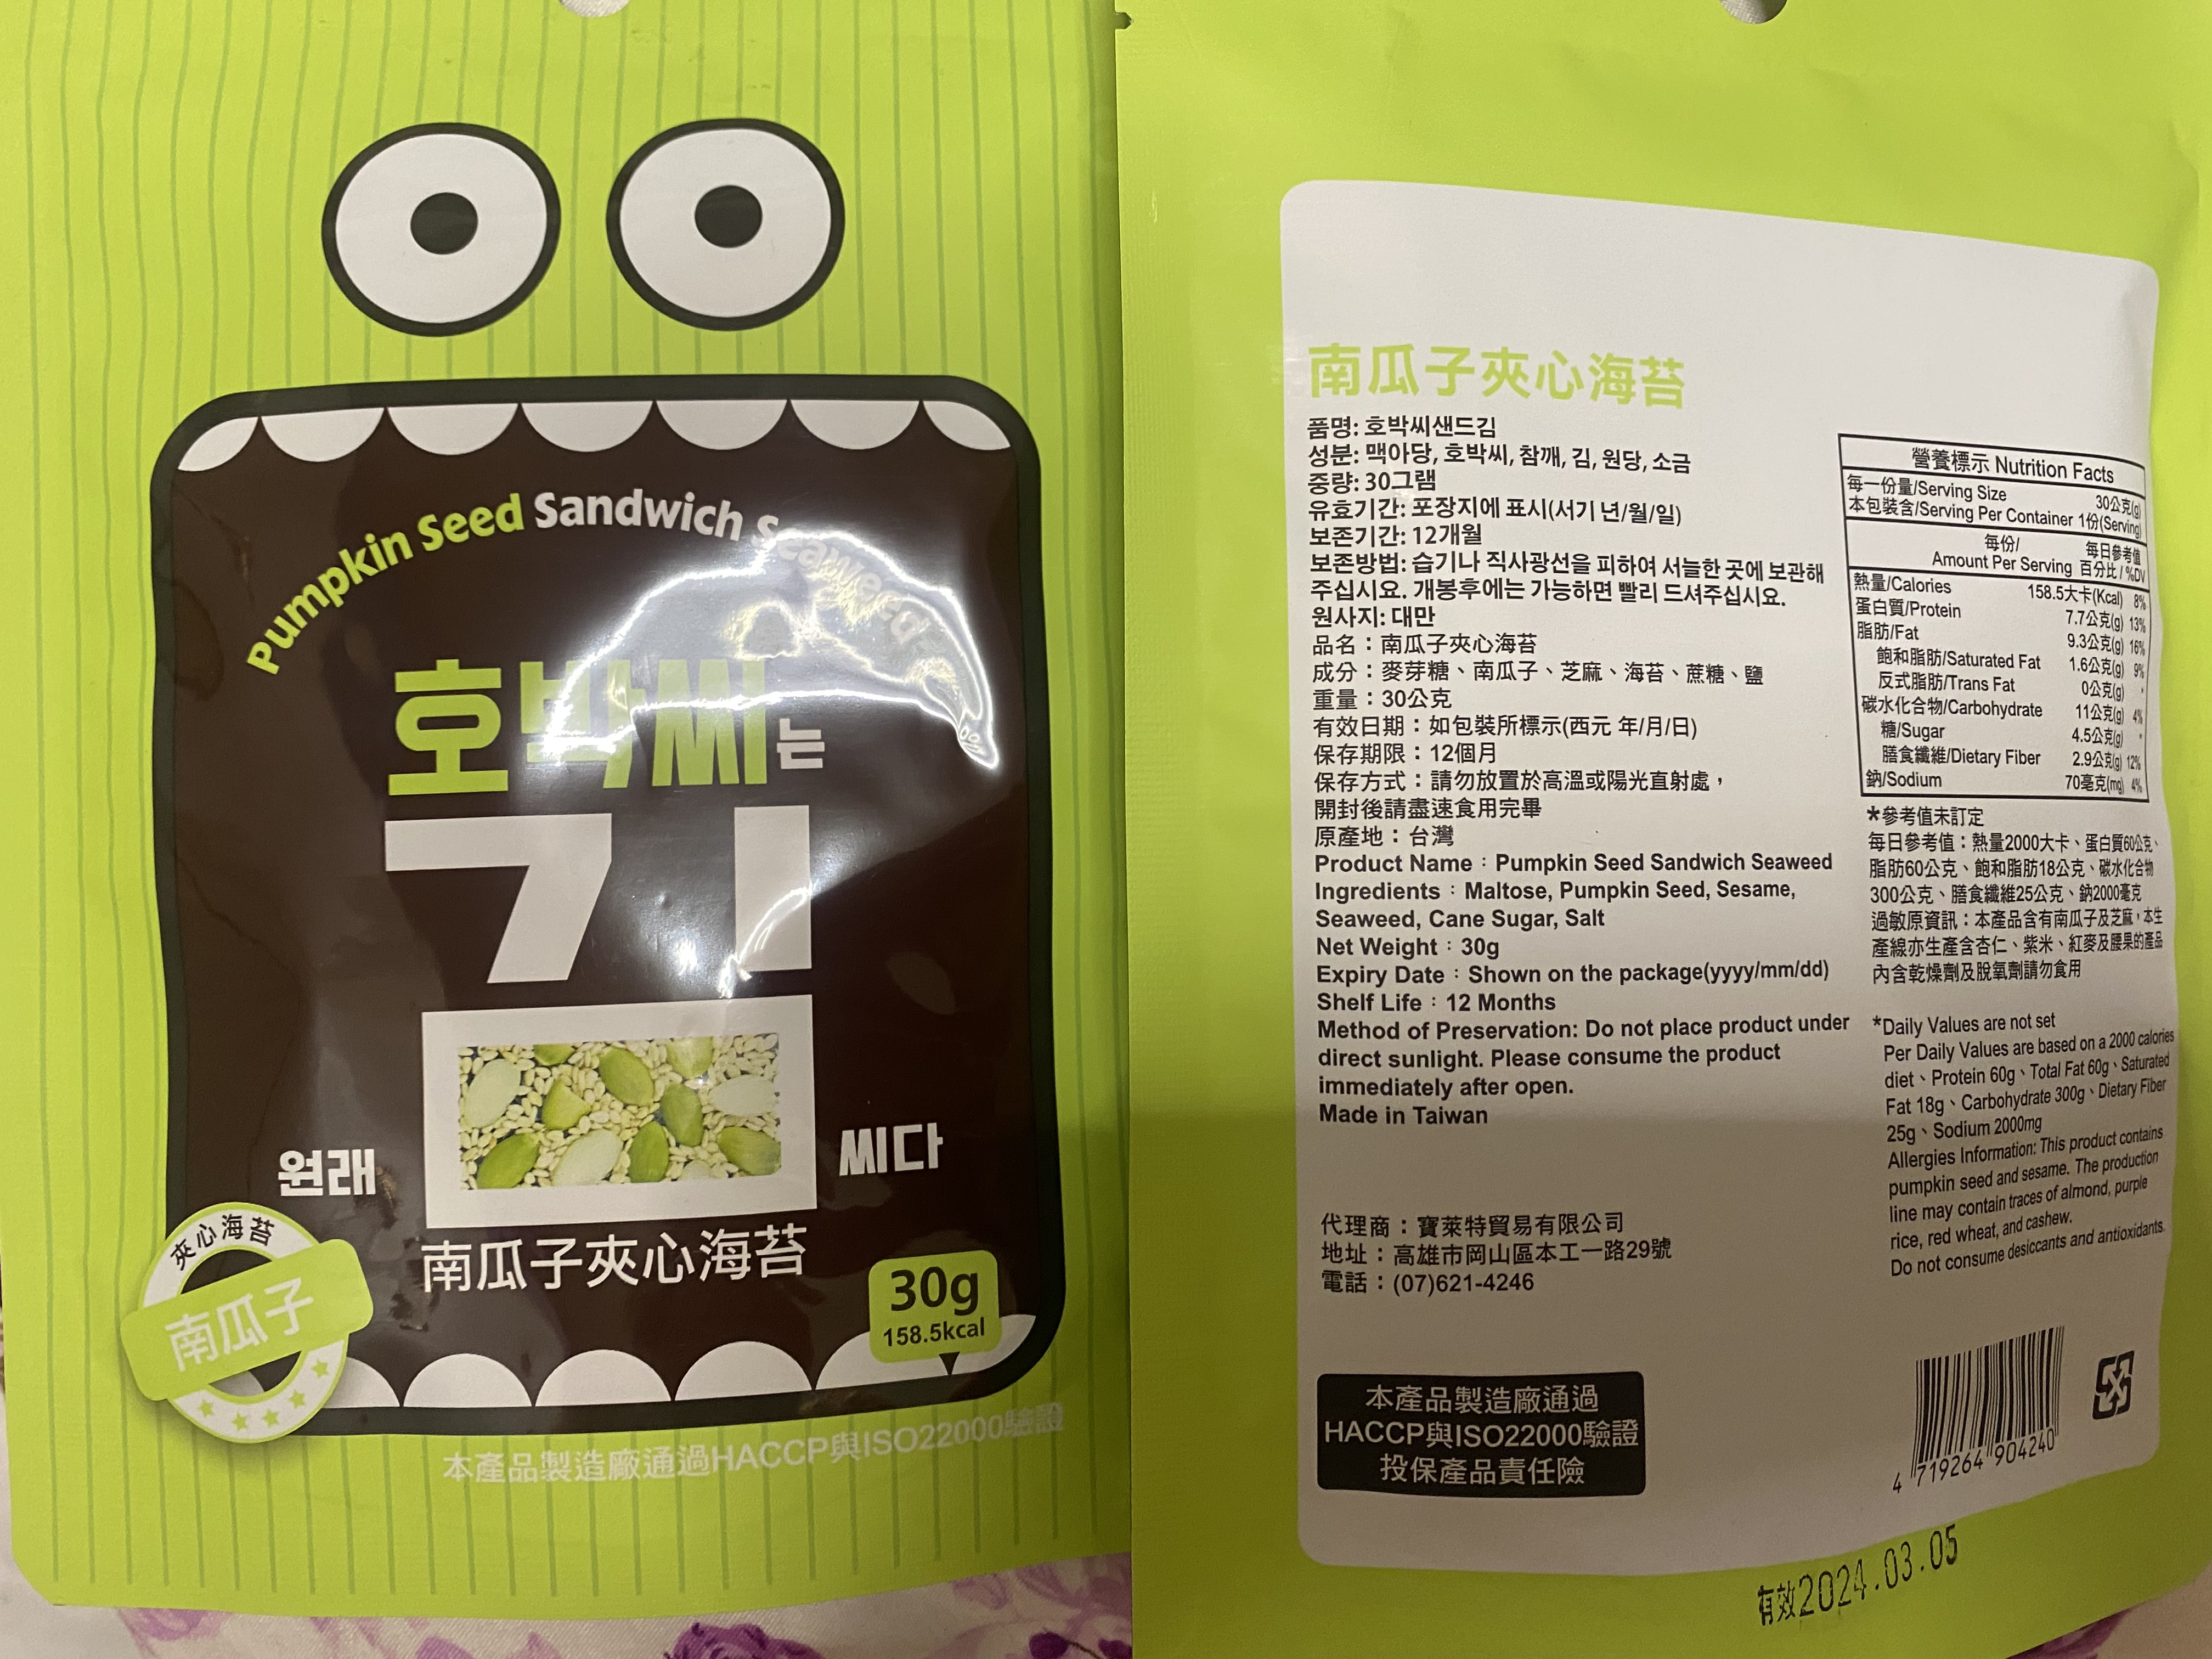 Pumpkin Seed Sandwich Seaweed
호박씨는
김
원래
씨다
南瓜子夾心海苔
夾心海苔
南瓜子
30g
158.5kcal
本產品製造廠通過HACCP與ISO22000驗證
南瓜子夾心海苔
품명: 호박씨샌드김
성분: 맥아당, 호박씨, 참깨, 김, 원당, 소금
중량: 30그램
유효기간: 포장지에 표시(서기 년/월/일)
보존기간: 12개월
보존방법: 습기나 직사광선을 피하여 서늘한 곳에 보관해
주십시요. 개봉후에는 가능하면 빨리 드셔주십시요.
원사지: 대만
品名：南瓜子夾心海苔
成分：麥芽糖、南瓜子、芝麻、海苔、蔗糖、鹽
重量：30公克
有效日期：如包裝所標示(西元 年/月/日)
保存期限：12個月
保存方式：請勿放置於高溫或陽光直射處，
開封後請盡速食用完畢
原產地：台灣
Product Name：Pumpkin Seed Sandwich Seaweed
Ingredients：Maltose, Pumpkin Seed, Sesame,
Seaweed, Cane Sugar, Salt
Net Weight：30g
Expiry Date：Shown on the package(yyyy/mm/dd)
Shelf Life：12 Months
Method of Preservation: Do not place product under
direct sunlight. Please consume the product
immediately after open.
Made in Taiwan
代理商：寶萊特貿易有限公司
地址：高雄市岡山區本工一路29號
電話：(07)621-4246
本產品製造廠通過
HACCP與ISO22000驗證
投保產品責任險
營養標示 Nutrition Facts
每一份量/Serving Size 30公克(g)
本包裝含/Serving Per Container 1份(Serving)
每份/ 每日參考值
Amount Per Serving 百分比/%DV
熱量/Calories 158.5大卡(Kcal) 8%
蛋白質/Protein 7.7公克(g) 13%
脂肪/Fat 9.3公克(g) 16%
飽和脂肪/Saturated Fat 1.6公克(g) 9%
反式脂肪/Trans Fat 0公克(g) *
碳水化合物/Carbohydrate 11公克(g) 4%
糖/Sugar 4.5公克(g) *
膳食纖維/Dietary Fiber 2.9公克(g) 12%
鈉/Sodium 70毫克(mg) 4%
*參考值未訂定
每日參考值：熱量2000大卡、蛋白質60公克、
脂肪60公克、飽和脂肪18公克、碳水化合物
300公克、膳食纖維25公克、鈉2000毫克
過敏原資訊：本產品含有南瓜子及芝麻，本生
產線亦生產含杏仁、紫米、紅麥及腰果的產品
內含乾燥劑及脫氧劑請勿食用
*Daily Values are not set
Per Daily Values are based on a 2000 calories
diet、Protein 60g、Total Fat 60g、Saturated
Fat 18g、Carbohydrate 300g、Dietary Fiber
25g、Sodium 2000mg
Allergies Information: This product contains
pumpkin seed and sesame. The production
line may contain traces of almond, purple
rice, red wheat, and cashew.
Do not consume desiccants and antioxidants.
4 719264 904240
有效2024.03.05